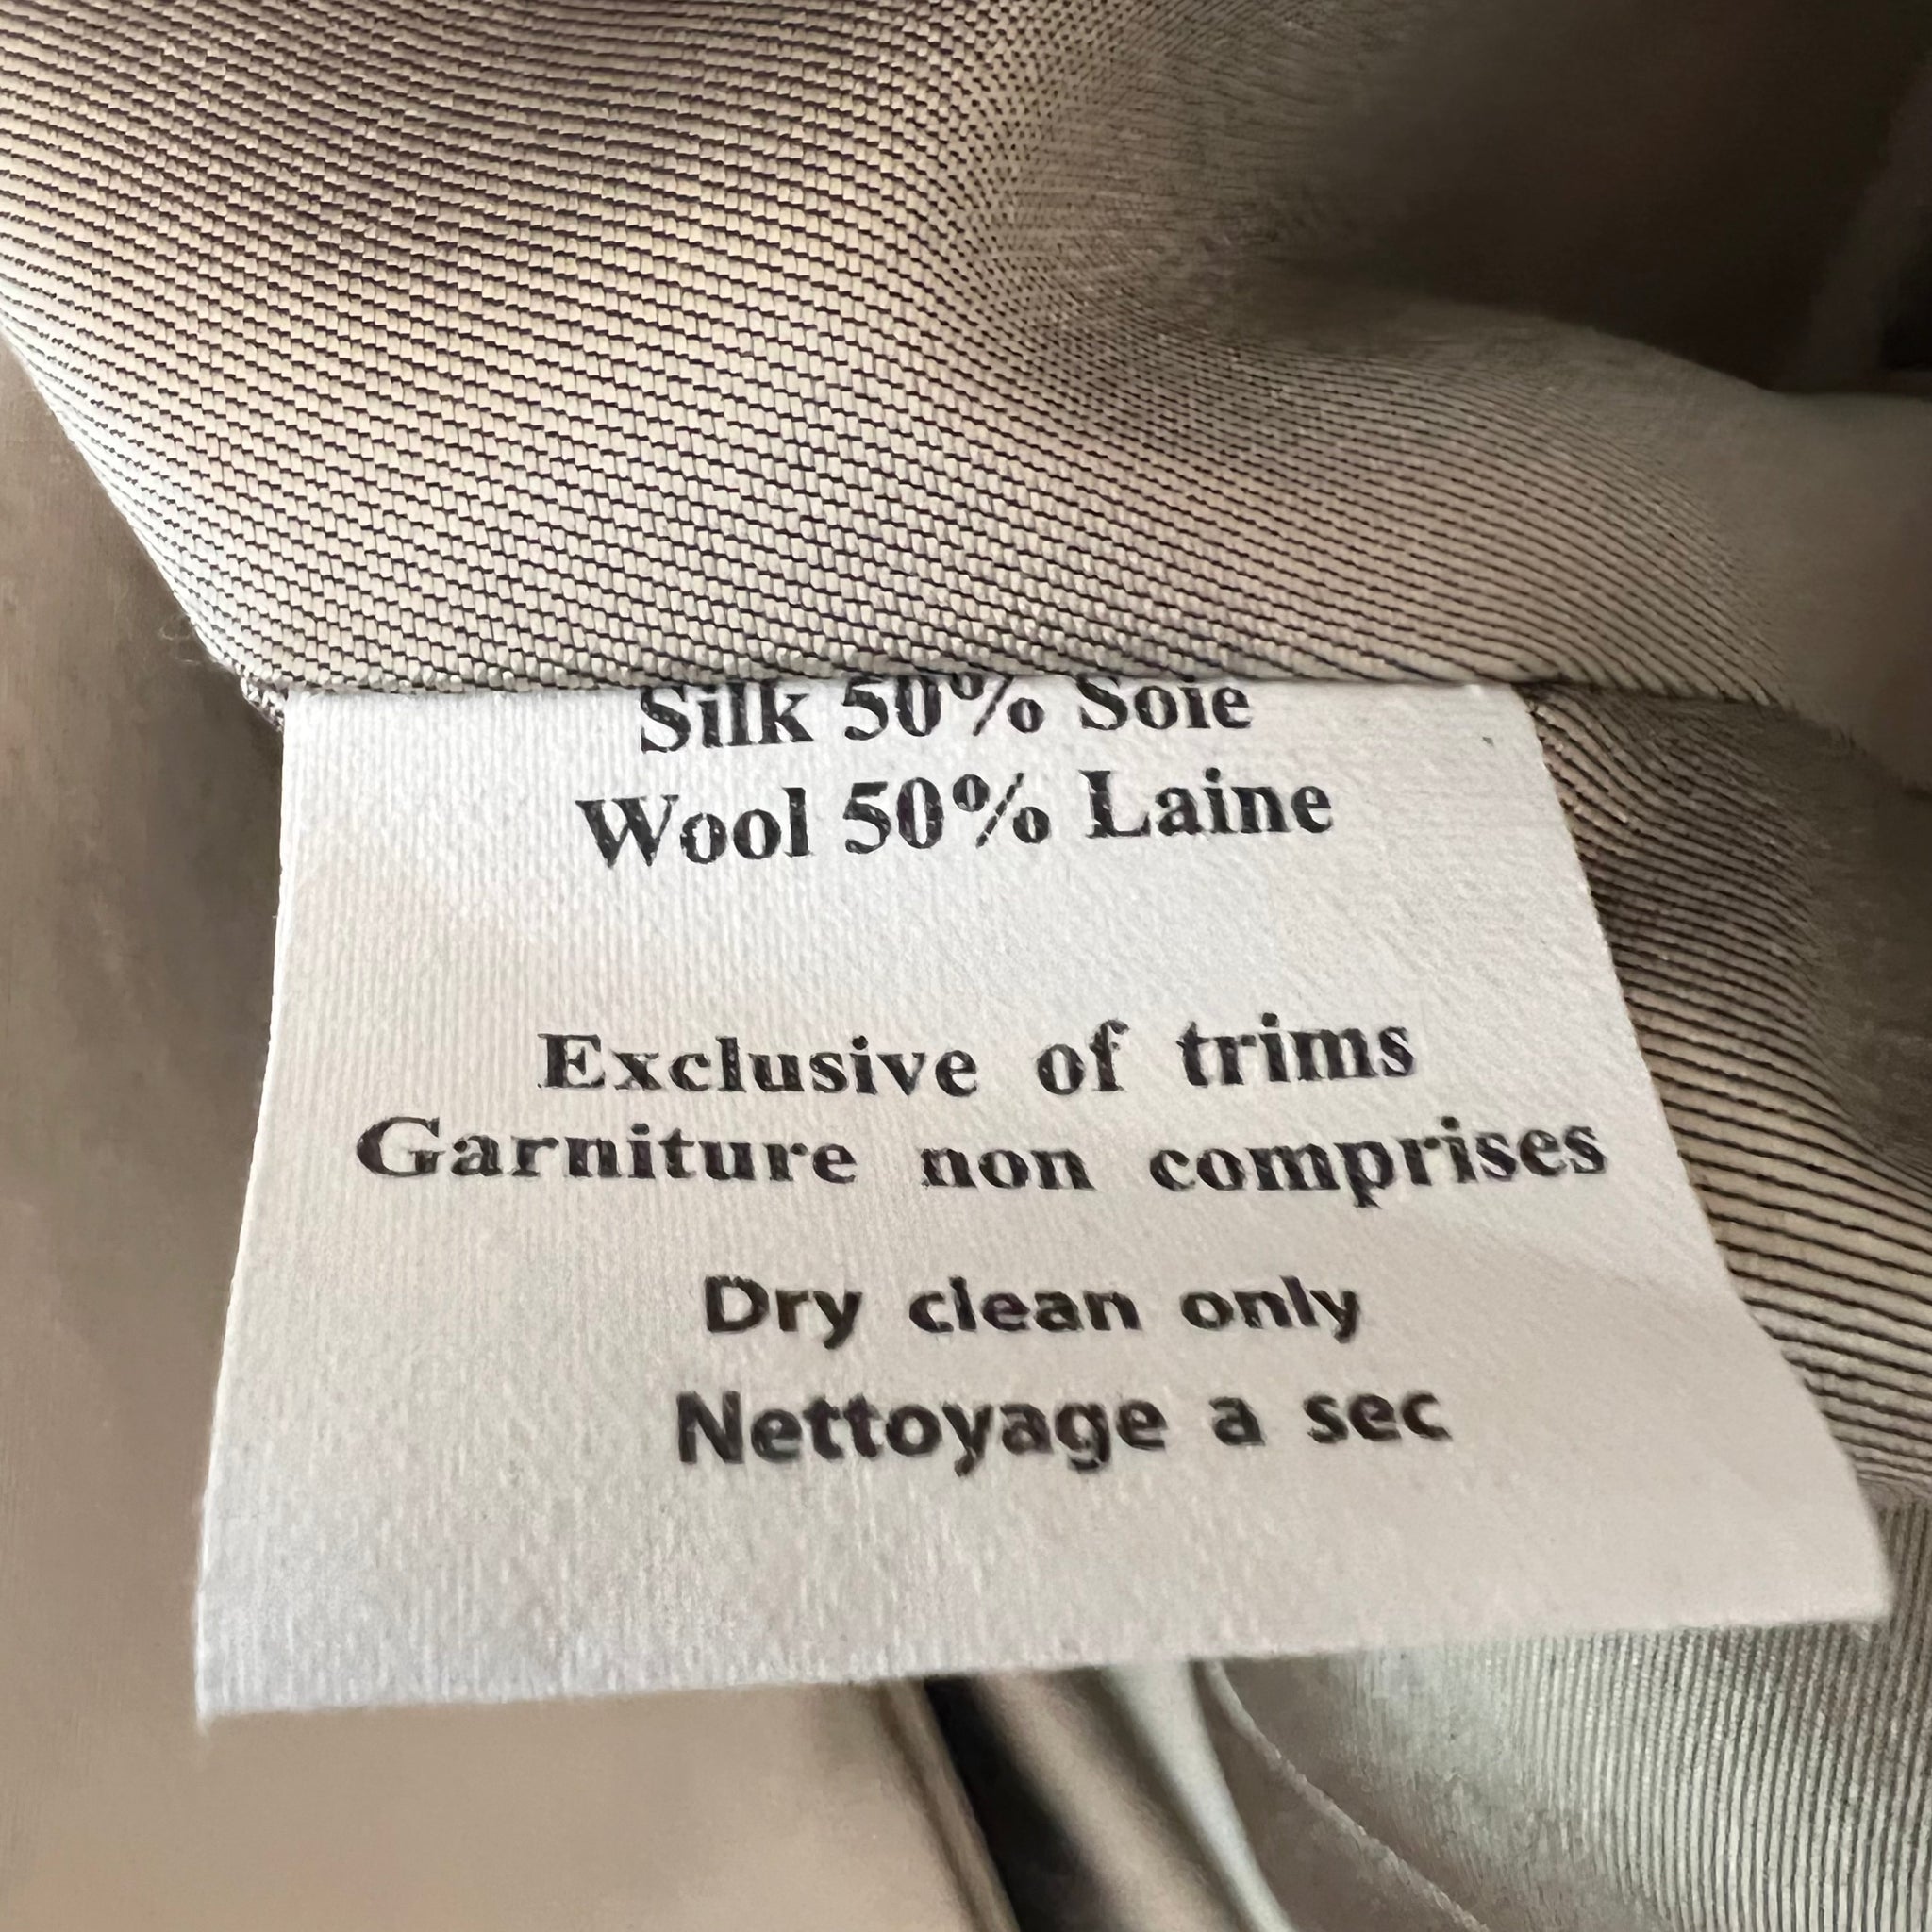 Silk 50% Soie
Wool 50% Laine
Exclusive of trims
Garniture non comprises
Dry clean only
Nettoyage a sec